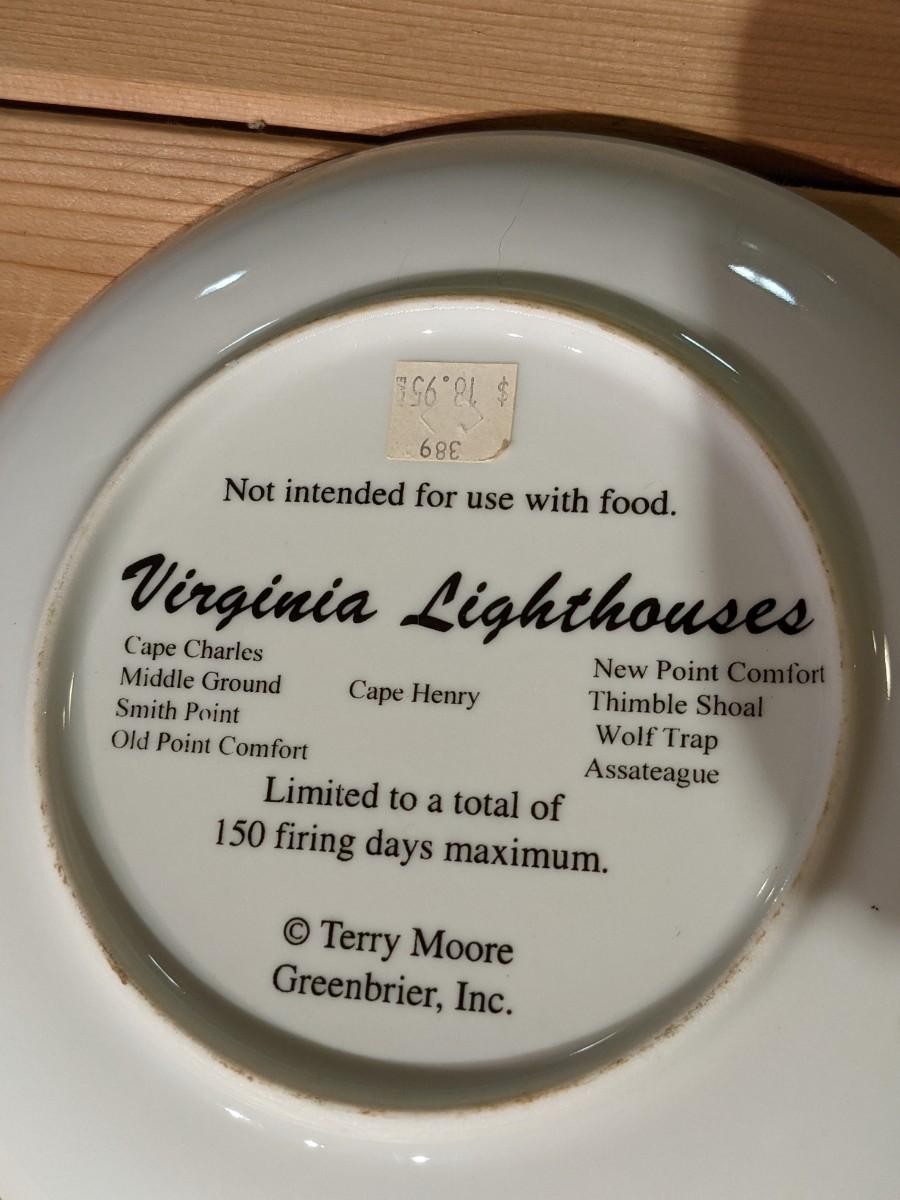 $ 18.95 EA
389
Not intended for use with food.
Virginia Lighthouses
Cape Charles
Middle Ground
Smith Point
Old Point Comfort
Cape Henry
New Point Comfort
Thimble Shoal
Wolf Trap
Assateague
Limited to a total of
150 firing days maximum.
© Terry Moore
Greenbrier, Inc.